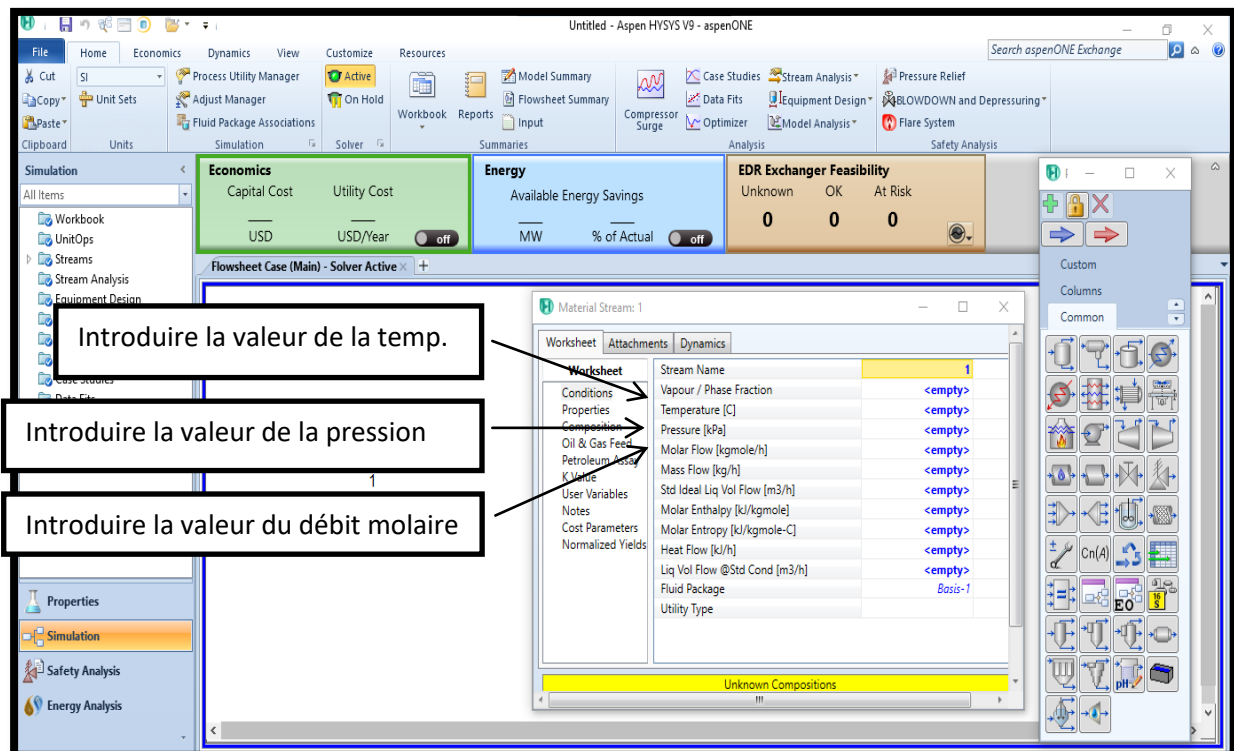 Untitled - Aspen HYSYS V9 - aspenONE
File Home Economics Dynamics View Customize Resources Search aspenONE Exchange
Cut SI Process Utility Manager Active Model Summary Case Studies Stream Analysis Pressure Relief
Copy Unit Sets Adjust Manager On Hold Workbook Reports Flowsheet Summary Compressor Surge Data Fits Equipment Design BLOWDOWN and Depressuring
Paste Fluid Package Associations Input Optimizer Model Analysis Flare System
Clipboard Units Simulation Solver Summaries Analysis Safety Analysis
Simulation
All Items
Workbook
UnitOps
Streams
Stream Analysis
Equipment Design
Case Studies
Data Fits
Properties
Simulation
Safety Analysis
Energy Analysis
Economics
Capital Cost Utility Cost
USD USD/Year off
Energy
Available Energy Savings
MW % of Actual off
EDR Exchanger Feasibility
Unknown OK At Risk
0 0 0
Flowsheet Case (Main) - Solver Active
Introduire la valeur de la temp.
Introduire la valeur de la pression
1
Introduire la valeur du débit molaire
Material Stream: 1
Worksheet Attachments Dynamics
Worksheet
Conditions
Properties
Composition
Oil & Gas Feed
Petroleum Assay
K Value
User Variables
Notes
Cost Parameters
Normalized Yields
Stream Name 1
Vapour / Phase Fraction <empty>
Temperature [C] <empty>
Pressure [kPa] <empty>
Molar Flow [kgmole/h] <empty>
Mass Flow [kg/h] <empty>
Std Ideal Liq Vol Flow [m3/h] <empty>
Molar Enthalpy [kJ/kgmole] <empty>
Molar Entropy [kJ/kgmole-C] <empty>
Heat Flow [kJ/h] <empty>
Liq Vol Flow @Std Cond [m3/h] <empty>
Fluid Package Basis-1
Utility Type
Unknown Compositions
Custom
Columns
Common
Cn(A)
EO
16
S
pH